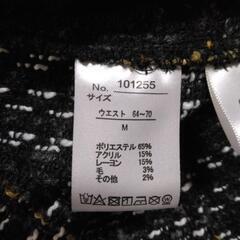 No. 101255
サイズ
ウエスト 64~70
M
ポリエステル 65%
アクリル 15%
レーヨン 15%
毛 3%
その他 2%